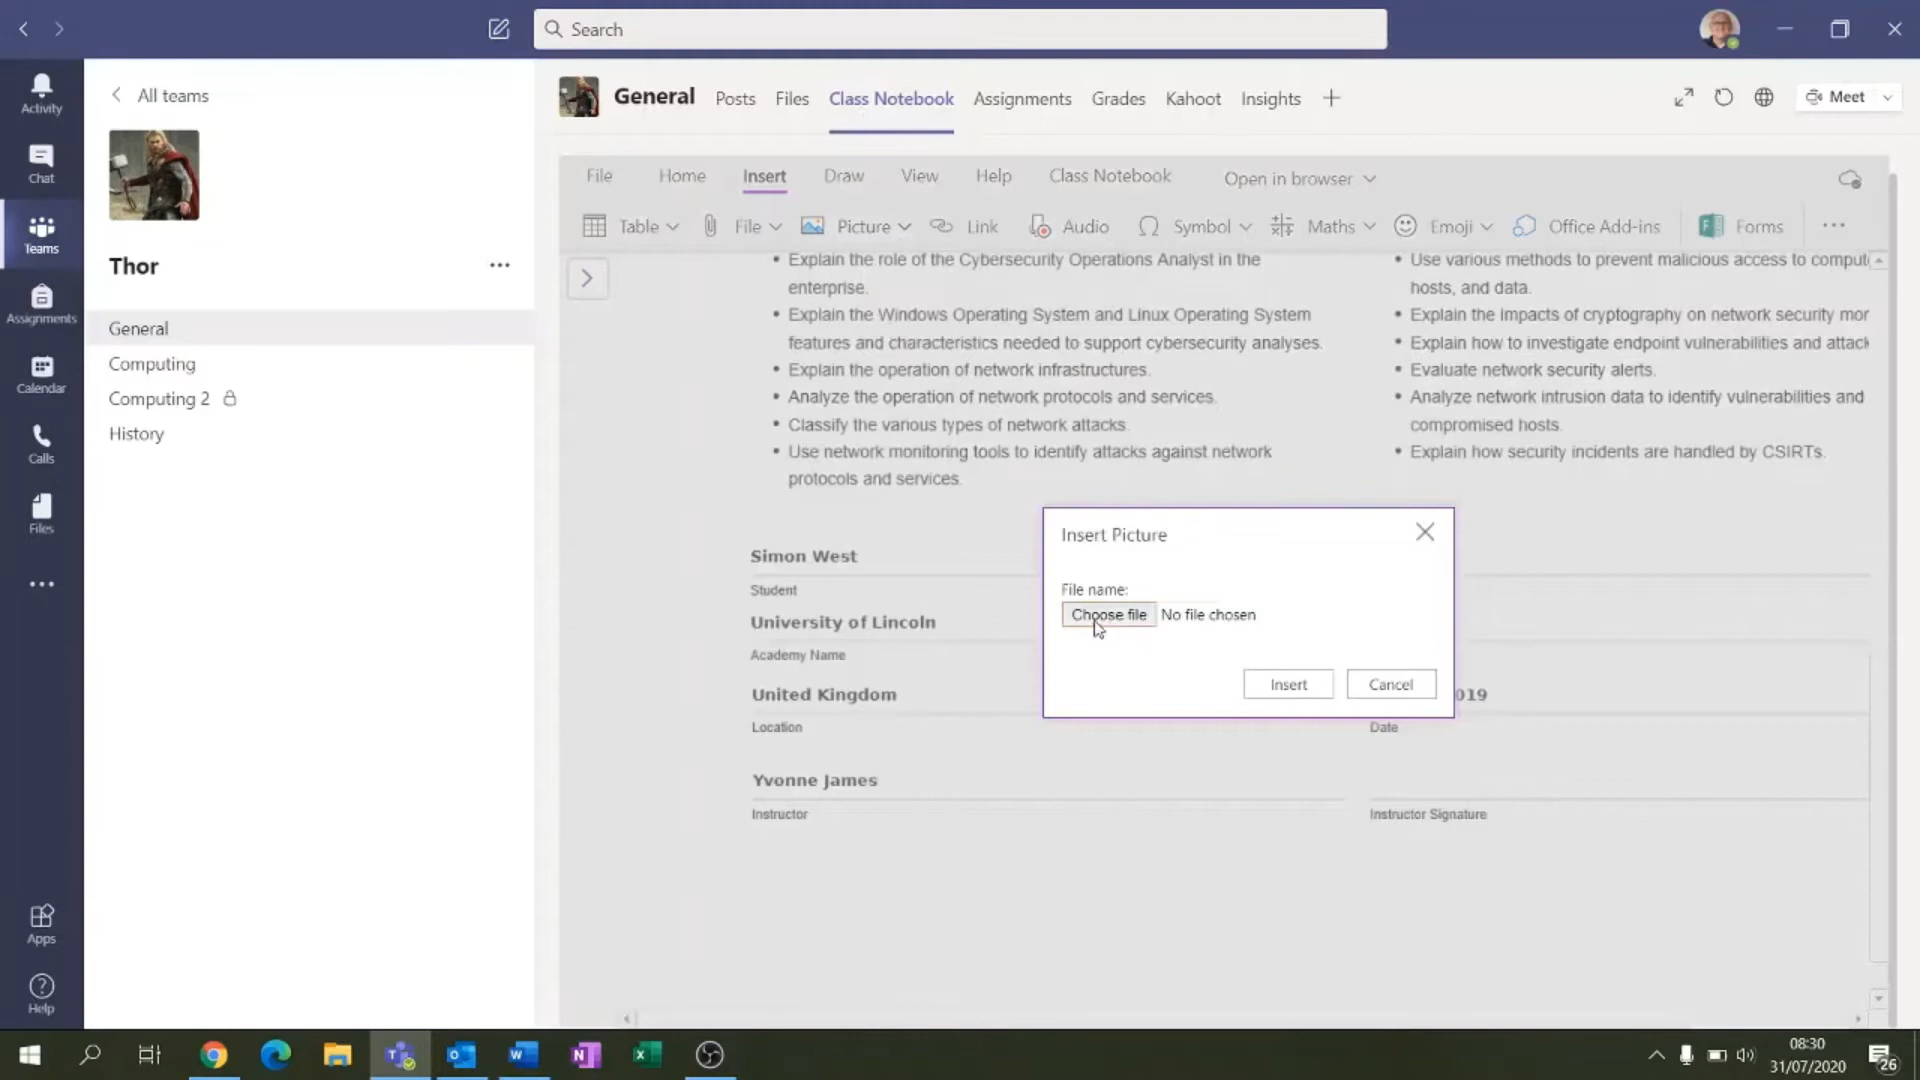 Search
Activity
Chat
Teams
Assignments
Calendar
Calls
Files
Apps
Help
All teams
Thor
General
Computing
Computing 2
History
General Posts Files Class Notebook Assignments Grades Kahoot Insights
Meet
File Home Insert Draw View Help Class Notebook Open in browser
Table File Picture Link Audio Symbol Maths Emoji Office Add-ins Forms
• Explain the role of the Cybersecurity Operations Analyst in the
enterprise.
• Explain the Windows Operating System and Linux Operating System
features and characteristics needed to support cybersecurity analyses.
• Explain the operation of network infrastructures.
• Analyze the operation of network protocols and services.
• Classify the various types of network attacks.
• Use network monitoring tools to identify attacks against network
protocols and services.
• Use various methods to prevent malicious access to comput
hosts, and data.
• Explain the impacts of cryptography on network security mor
• Explain how to investigate endpoint vulnerabilities and attack
• Evaluate network security alerts.
• Analyze network intrusion data to identify vulnerabilities and
compromised hosts.
• Explain how security incidents are handled by CSIRTs.
Simon West
Student
University of Lincoln
Academy Name
United Kingdom
Location
019
Date
Yvonne James
Instructor
Instructor Signature
Insert Picture
File name:
Choose file No file chosen
Insert Cancel
08:30
31/07/2020
26